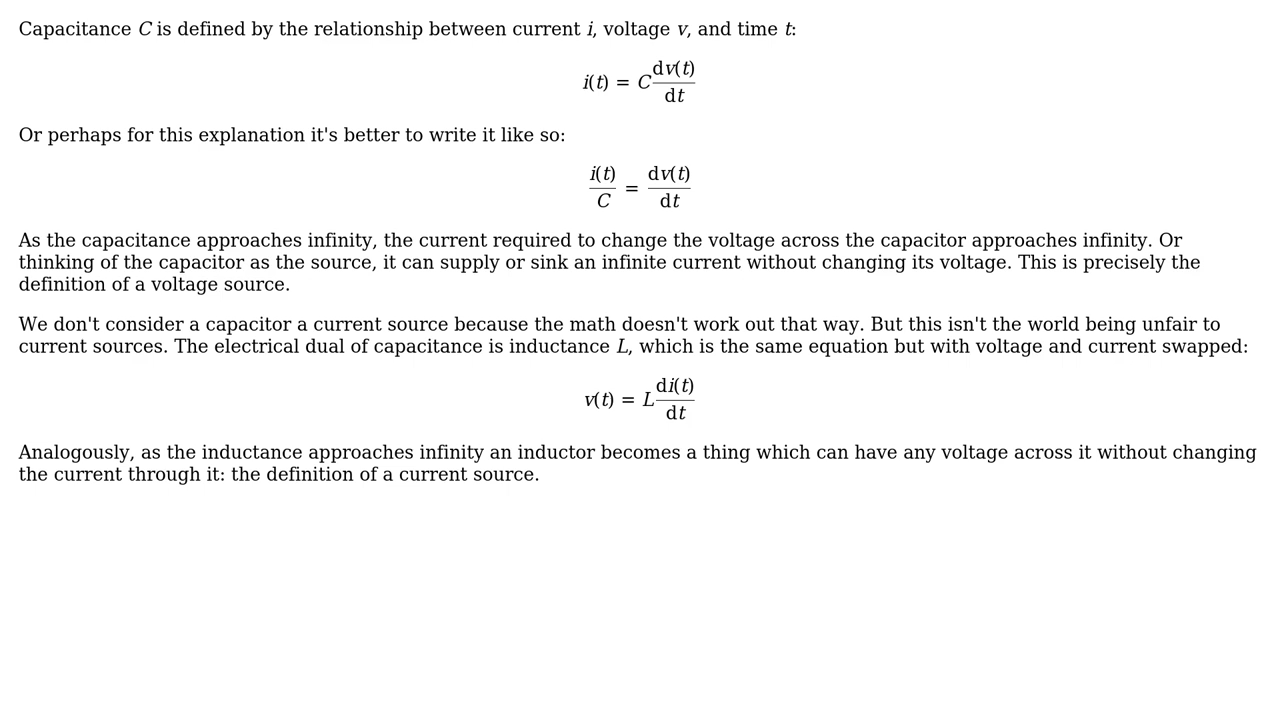 Capacitance C is defined by the relationship between current i, voltage v, and time t:
i(t) = C dv(t)/dt
Or perhaps for this explanation it's better to write it like so:
i(t)/C = dv(t)/dt
As the capacitance approaches infinity, the current required to change the voltage across the capacitor approaches infinity. Or
thinking of the capacitor as the source, it can supply or sink an infinite current without changing its voltage. This is precisely the
definition of a voltage source.
We don't consider a capacitor a current source because the math doesn't work out that way. But this isn't the world being unfair to
current sources. The electrical dual of capacitance is inductance L, which is the same equation but with voltage and current swapped:
v(t) = L di(t)/dt
Analogously, as the inductance approaches infinity an inductor becomes a thing which can have any voltage across it without changing
the current through it: the definition of a current source.